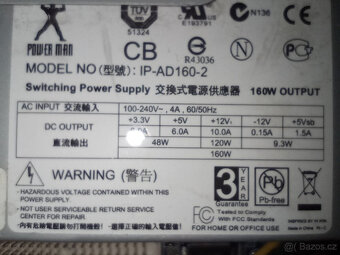 POWER MAN
TÜV
51324
E193791
N136
CB
R43036
MODEL NO (型號): IP-AD160-2
Switching Power Supply 交換式電源供應器 160W OUTPUT
AC INPUT 交流輸入 100-240V~, 4A, 60/50Hz
DC OUTPUT +3.3V +5V +12V -12V +5Vsb
直流輸出 6.0A 10.0A 0.15A 1.5A
48W 120W 9.3W
160W
WARNING (警告)
- HAZARDOUS VOLTAGE CONTAINED WITHIN THIS
POWER SUPPLY
- NOT USER SERVICEABLE RETURN SERVICE CENTER
FOR REPAIR
3 YEAR
Guaranteed
Pb
Pb-free
Tested To Comply
With FCC Standards
FOR HOME OR OFFICE USE